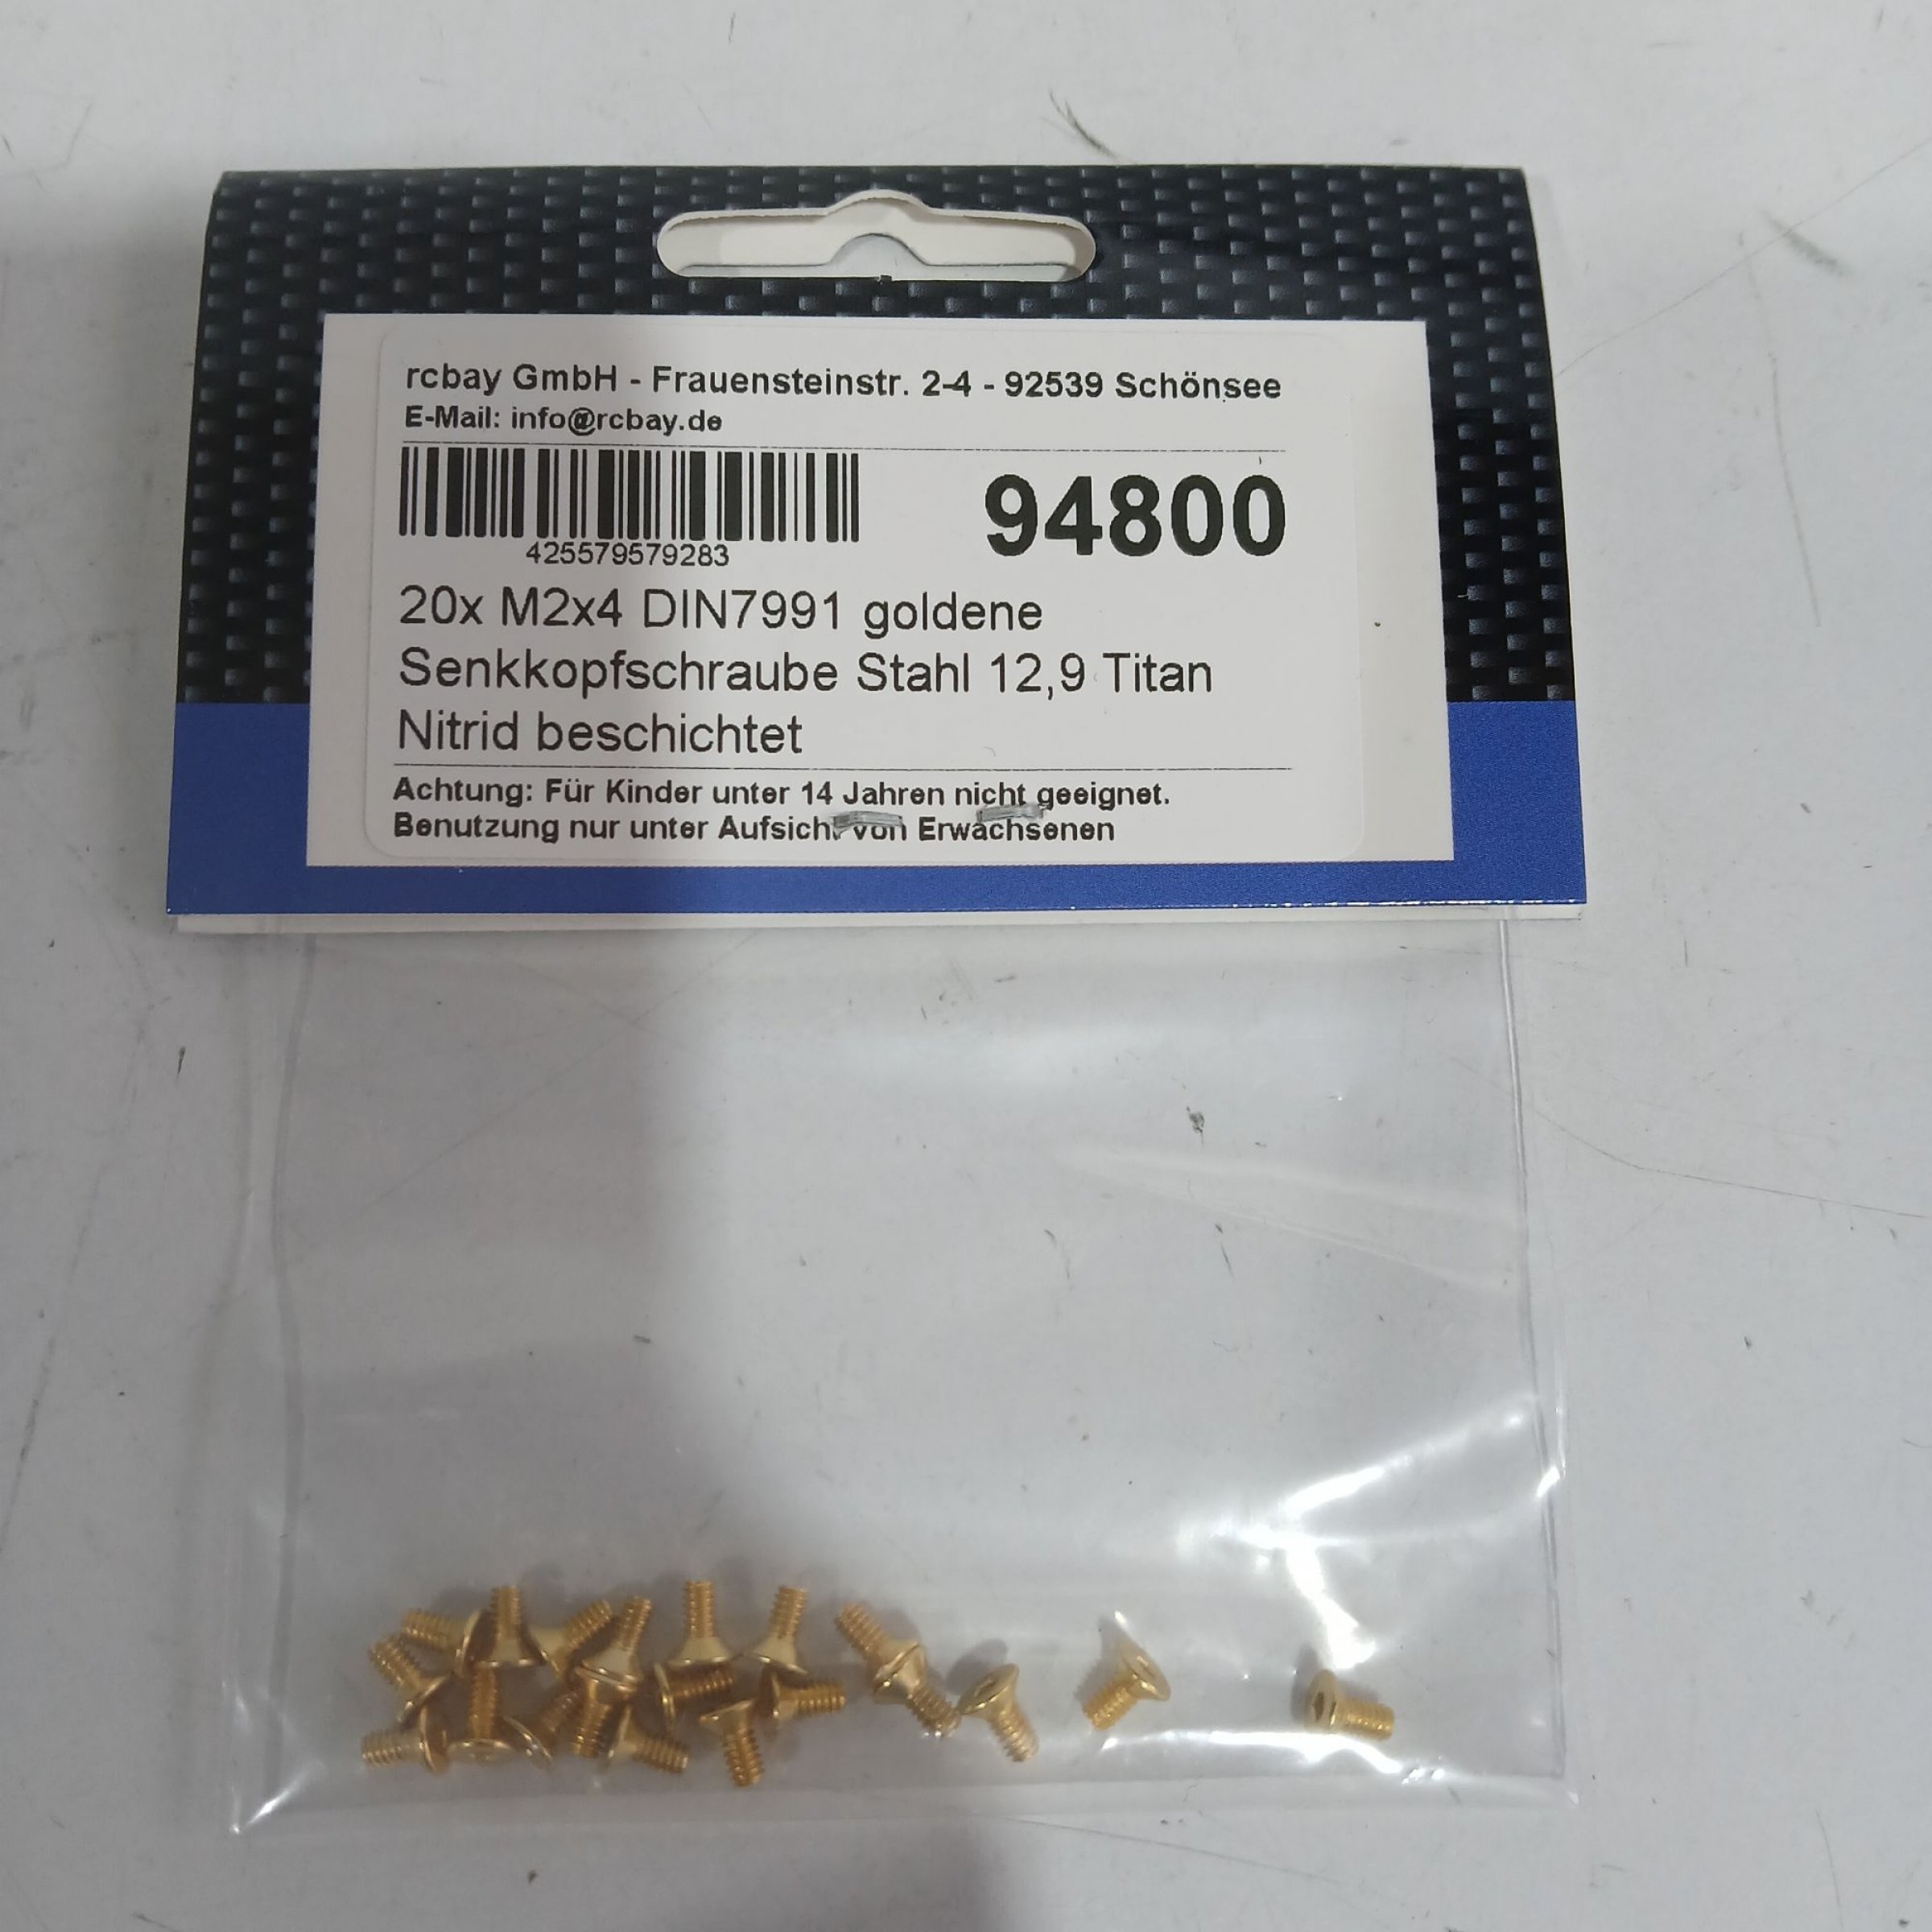 rcbay GmbH - Frauensteinstr. 2-4 - 92539 Schönsee
E-Mail: info@rcbay.de
94800
425579579283
20x M2x4 DIN7991 goldene
Senkkopfschraube Stahl 12,9 Titan
Nitrid beschichtet
Achtung: Für Kinder unter 14 Jahren nicht geeignet.
Benutzung nur unter Aufsicht von Erwachsenen